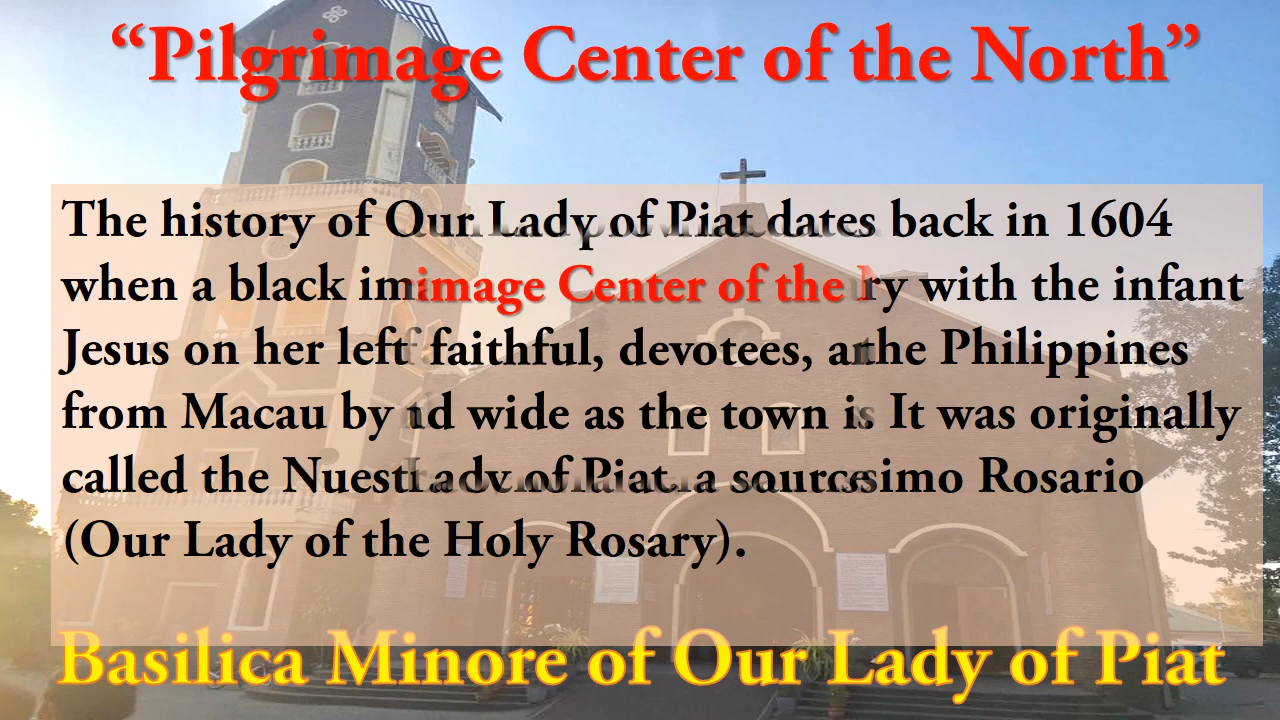 “Pilgrimage Center of the North”
The history of Our Lady of Piat dates back in 1604
when a black im image Center of the ry with the infant
Jesus on her left faithful, devotees, a the Philippines
from Macau by d wide as the town is It was originally
called the Nuest Lady of Piat, a sourc simo Rosario
(Our Lady of the Holy Rosary).
Basilica Minore of Our Lady of Piat